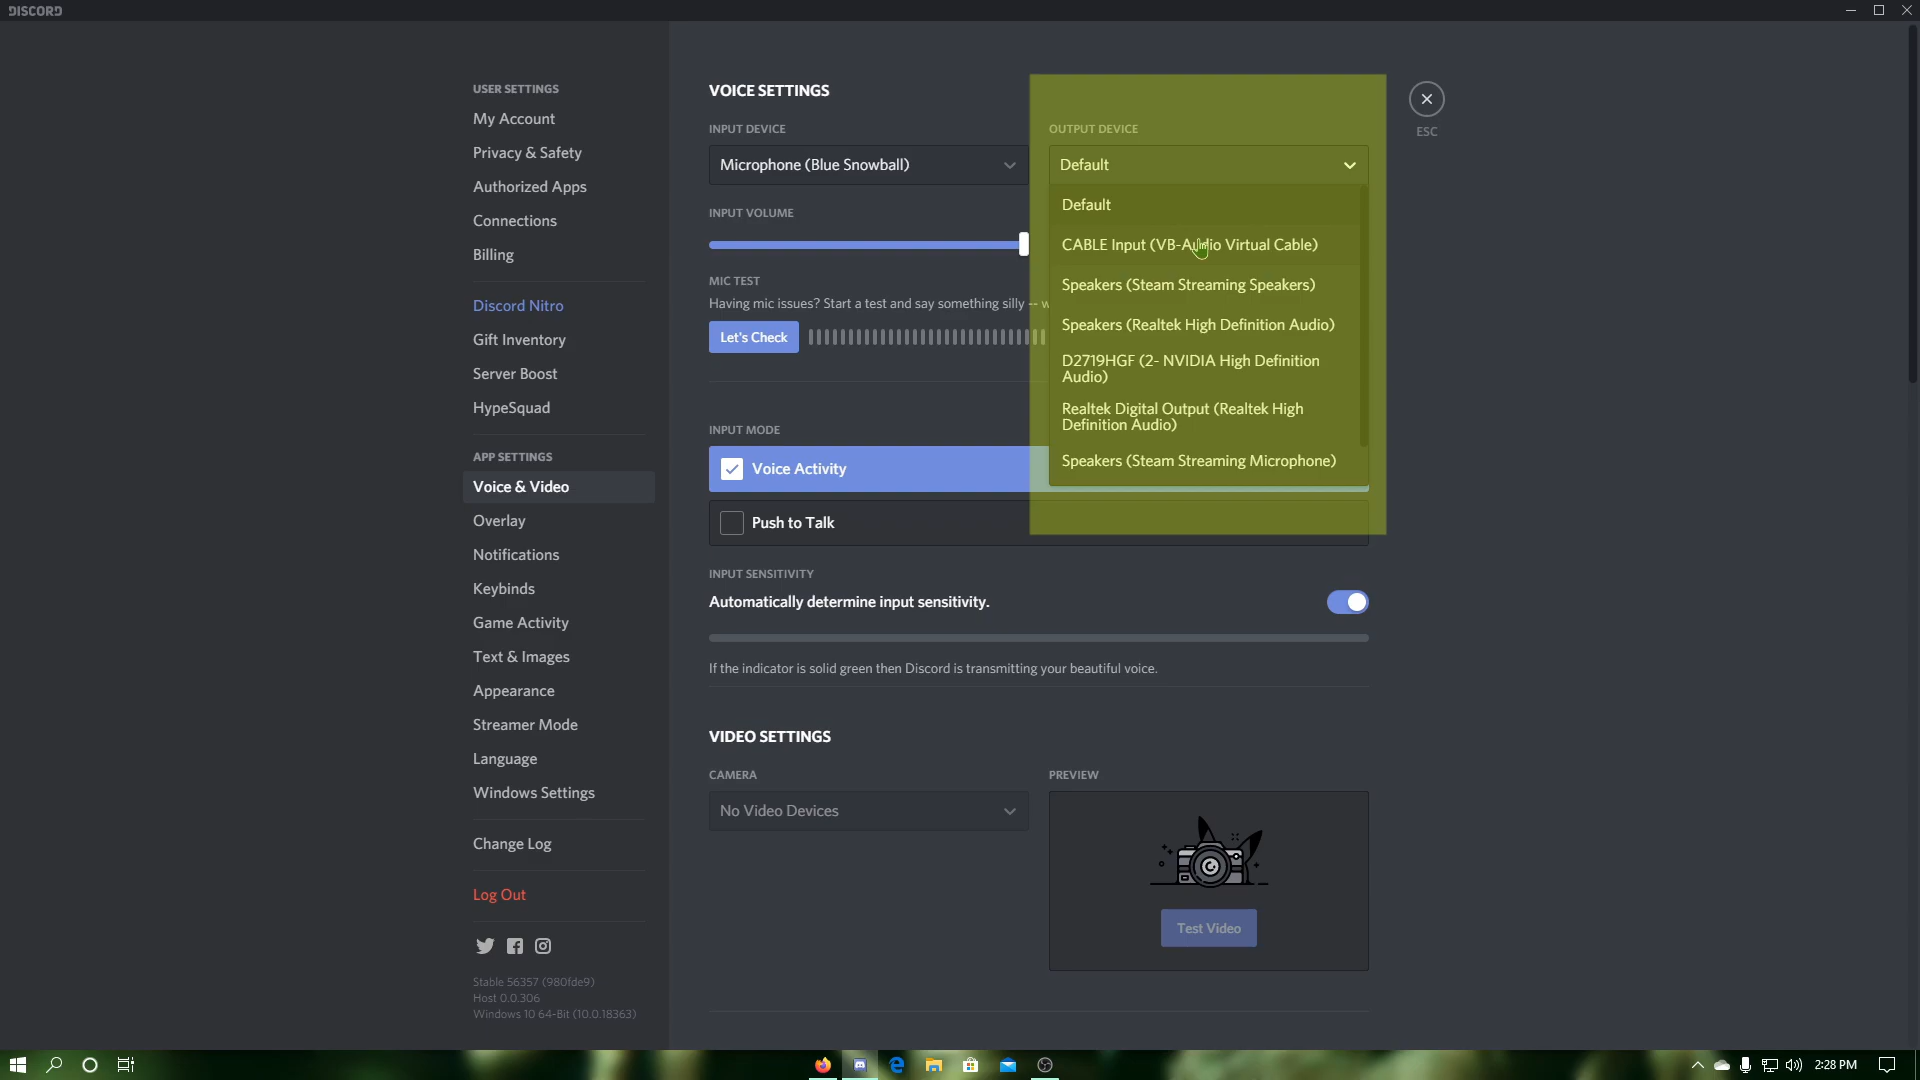 DISCORD
USER SETTINGS
My Account
Privacy & Safety
Authorized Apps
Connections
Billing
Discord Nitro
Gift Inventory
Server Boost
HypeSquad
APP SETTINGS
Voice & Video
Overlay
Notifications
Keybinds
Game Activity
Text & Images
Appearance
Streamer Mode
Language
Windows Settings
Change Log
Log Out
Stable 56357 (980fde9)
Host 0.0.306
Windows 10 64-Bit (10.0.18363)
VOICE SETTINGS
INPUT DEVICE
Microphone (Blue Snowball)
INPUT VOLUME
MIC TEST
Having mic issues? Start a test and say something silly -- w
Let's Check
OUTPUT DEVICE
Default
Default
CABLE Input (VB-Audio Virtual Cable)
Speakers (Steam Streaming Speakers)
Speakers (Realtek High Definition Audio)
D2719HGF (2- NVIDIA High Definition
Audio)
Realtek Digital Output (Realtek High
Definition Audio)
Speakers (Steam Streaming Microphone)
ESC
INPUT MODE
Voice Activity
Push to Talk
INPUT SENSITIVITY
Automatically determine input sensitivity.
If the indicator is solid green then Discord is transmitting your beautiful voice.
VIDEO SETTINGS
CAMERA
No Video Devices
PREVIEW
Test Video
2:28 PM